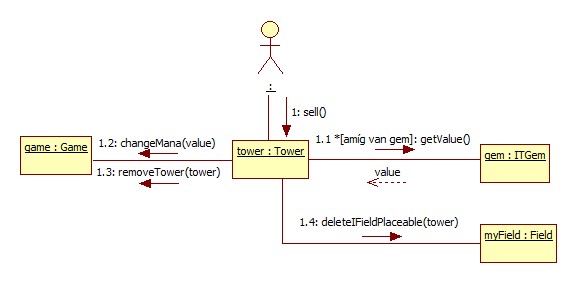 :
1: sell()
1.2: changeMana(value)
1.1 *[amíg van gem]: getValue()
game : Game
tower : Tower
gem : ITGem
1.3: removeTower(tower)
value
1.4: deleteIFieldPlaceable(tower)
myField : Field